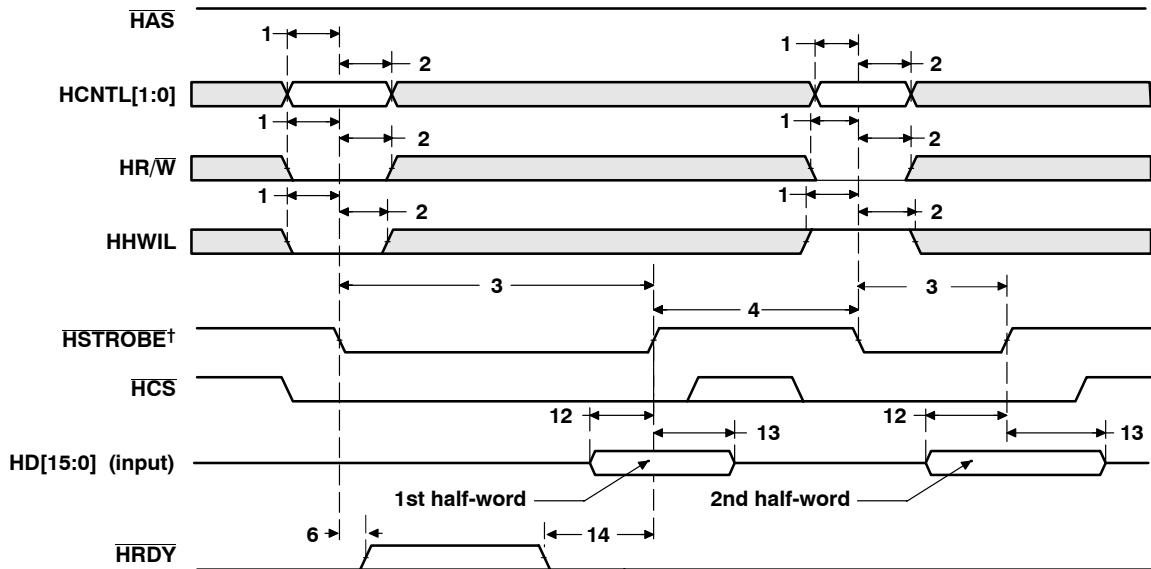 HAS
1
1
2
2
HCNTL[1:0]
1
1
2
2
HR/W
1
1
2
2
HHWIL
3
3
4
HSTROBE†
HCS
12
12
13
13
HD[15:0] (input)
1st half-word
2nd half-word
6
14
HRDY